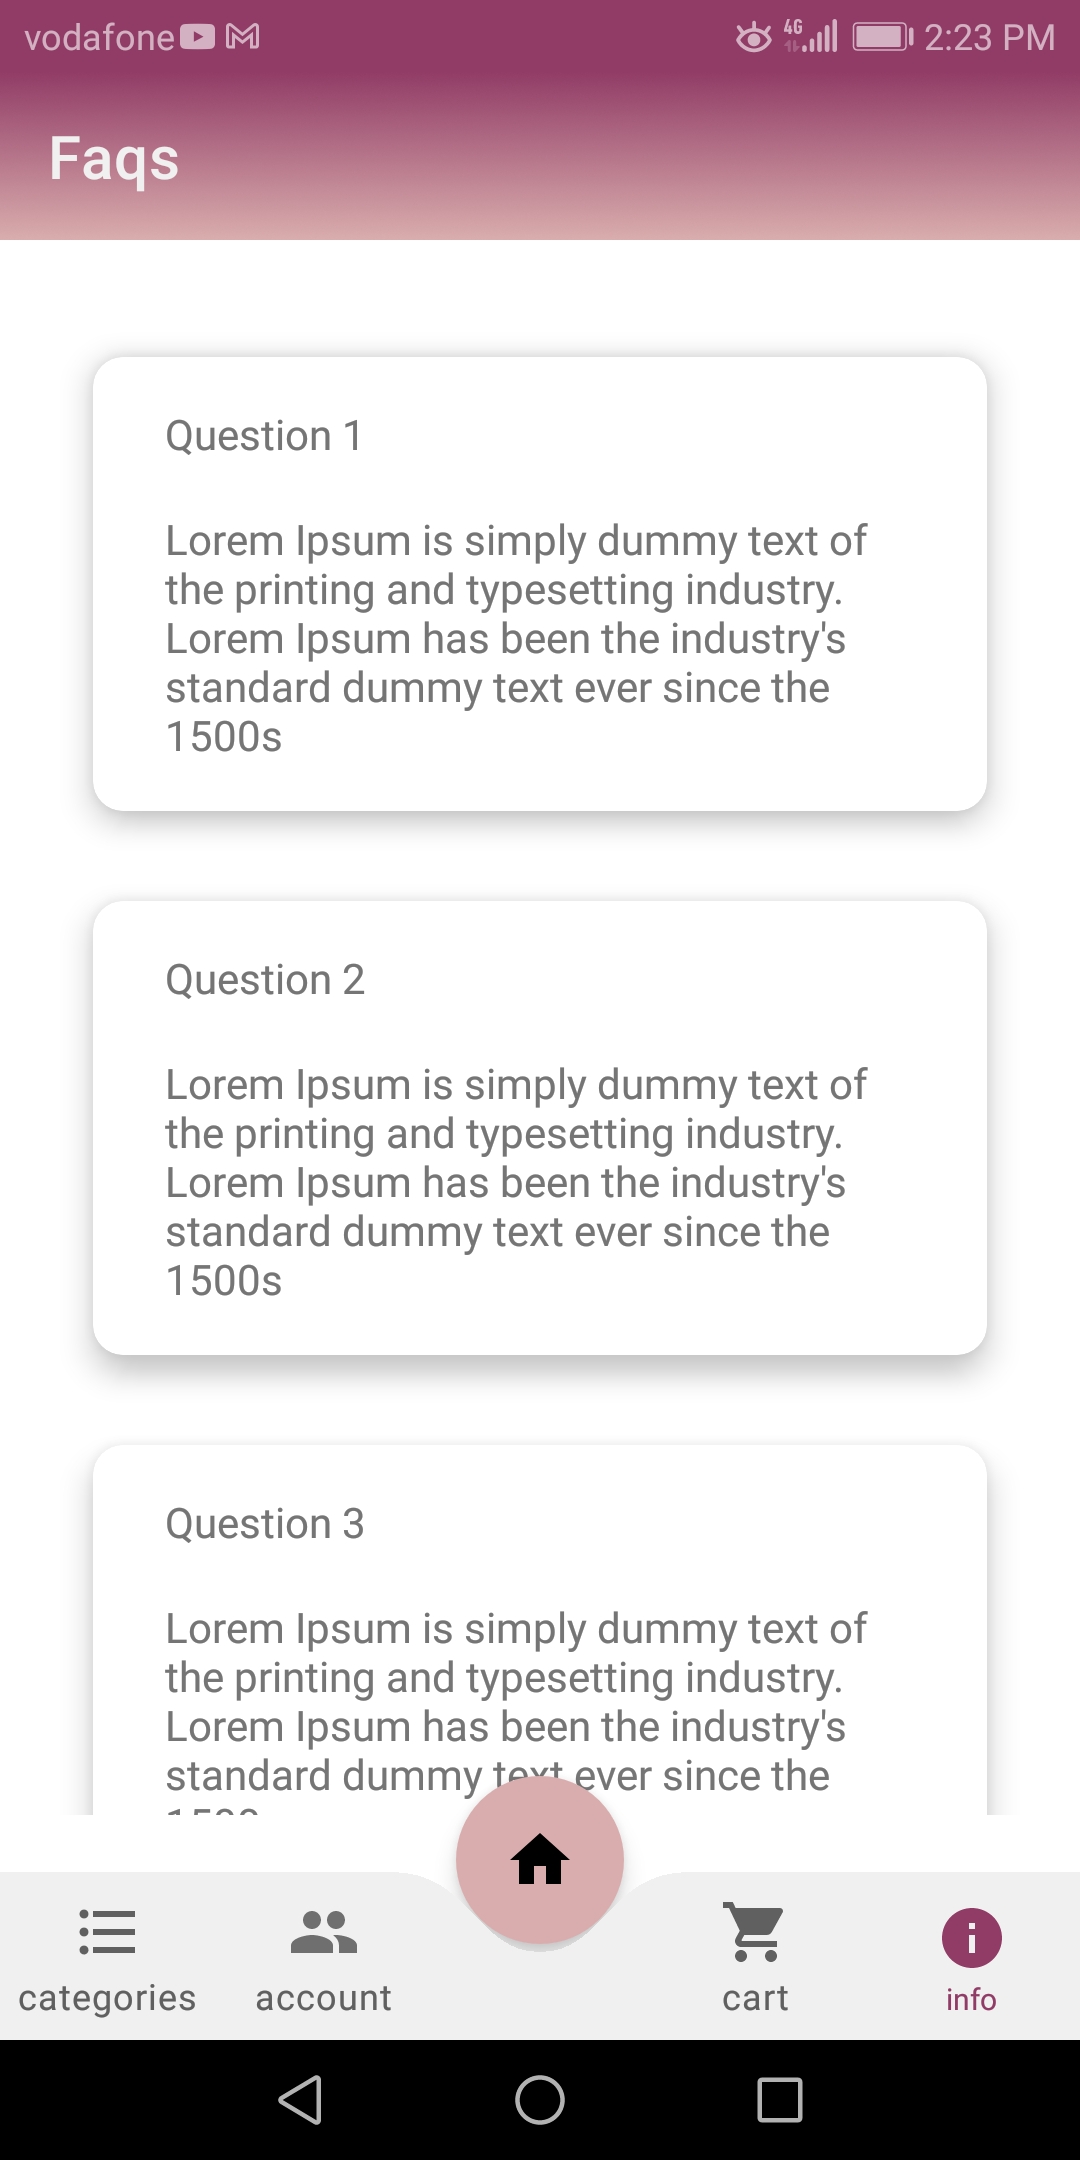 vodafone 4G 2:23 PM
Faqs
Question 1
Lorem Ipsum is simply dummy text of
the printing and typesetting industry.
Lorem Ipsum has been the industry's
standard dummy text ever since the
1500s
Question 2
Lorem Ipsum is simply dummy text of
the printing and typesetting industry.
Lorem Ipsum has been the industry's
standard dummy text ever since the
1500s
Question 3
Lorem Ipsum is simply dummy text of
the printing and typesetting industry.
Lorem Ipsum has been the industry's
standard dummy text ever since the
categories account cart info